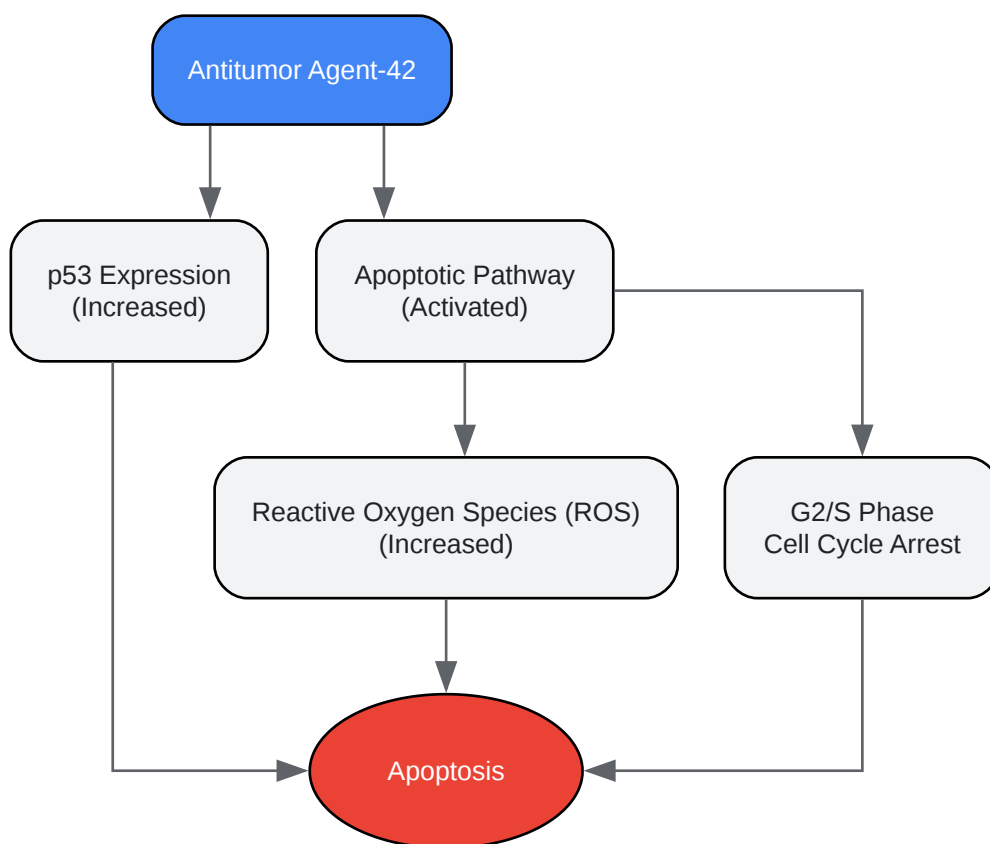 Antitumor Agent-42
p53 Expression
(Increased)
Apoptotic Pathway
(Activated)
Reactive Oxygen Species (ROS)
(Increased)
G2/S Phase
Cell Cycle Arrest
Apoptosis